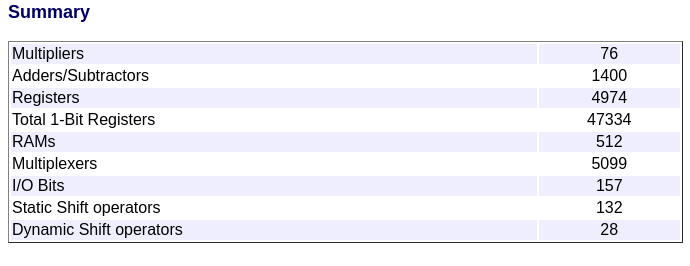 Summary
Multipliers 76
Adders/Subtractors 1400
Registers 4974
Total 1-Bit Registers 47334
RAMs 512
Multiplexers 5099
I/O Bits 157
Static Shift operators 132
Dynamic Shift operators 28